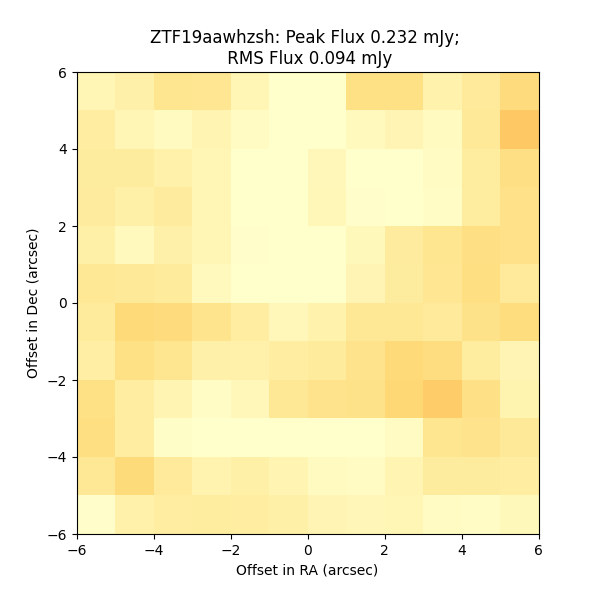 ZTF19aawhzsh: Peak Flux 0.232 mJy;
RMS Flux 0.094 mJy
6
4
2
0
−2
−4
−6
Offset in Dec (arcsec)
−6 −4 −2 0 2 4 6
Offset in RA (arcsec)